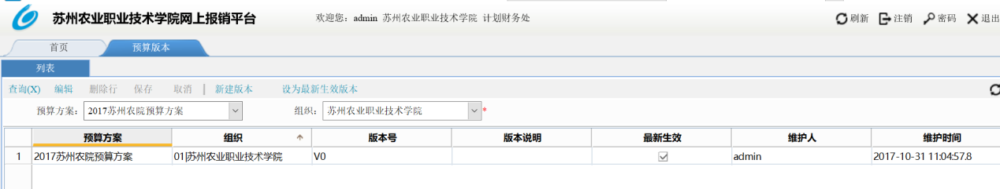 苏州农业职业技术学院网上报销平台 欢迎您：admin 苏州农业职业技术学院 计划财务处 刷新 注销 密码 退出
首页 预算版本
列表
查询(X) 编辑 删除行 保存 取消 新建版本 设为最新生效版本
预算方案： 2017苏州农院预算方案 组织： 苏州农业职业技术学院 *
预算方案 组织 版本号 版本说明 最新生效 维护人 维护时间
1 2017苏州农院预算方案 01|苏州农业职业技术学院 V0 admin 2017-10-31 11:04:57.8